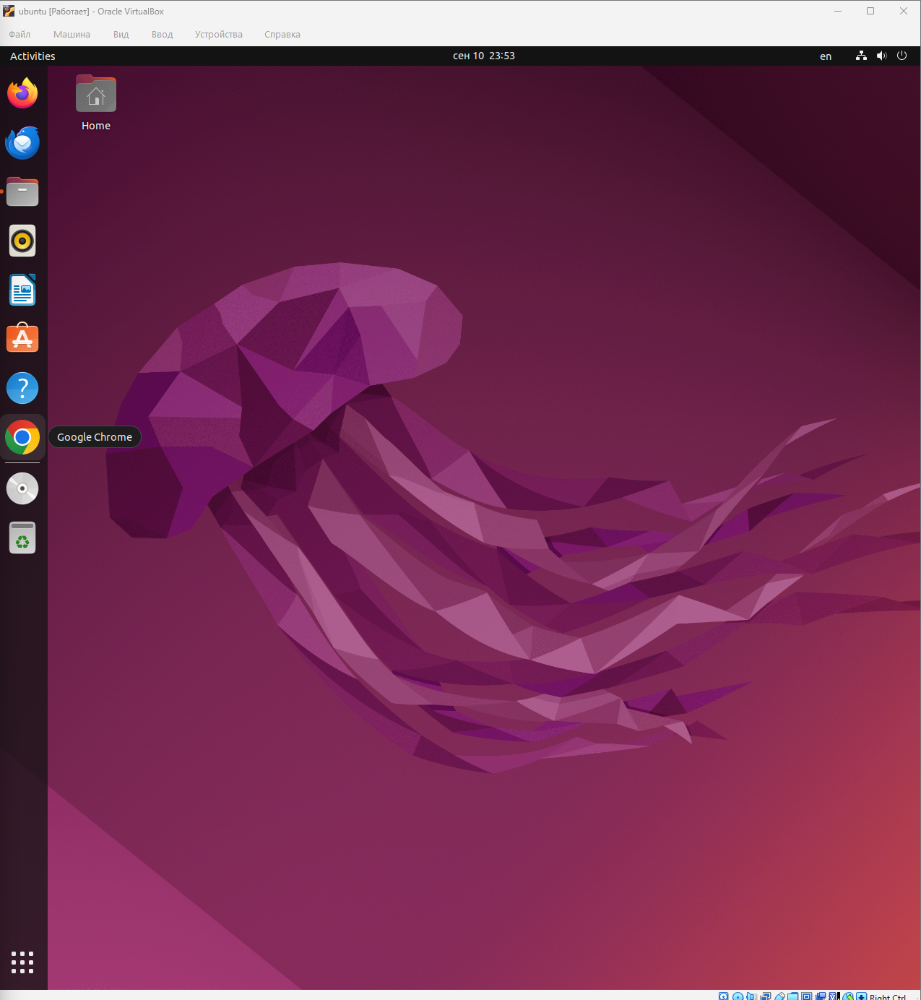 ubuntu [Работает] - Oracle VirtualBox
Файл Машина Вид Ввод Устройства Справка
Activities сен 10 23:53 en
Home
Google Chrome
Right Ctrl